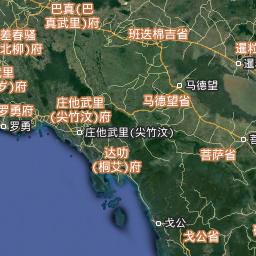 巴真(巴
真武里)府
差春骚
北柳)府
班迭棉吉省
暹粒
暹
马德望
马德望省
武里
罗勇府
罗勇
庄他武里
(尖竹汶)府
庄他武里(尖竹汶)
达叻
(桐艾)府
菩萨省
戈公
戈公省